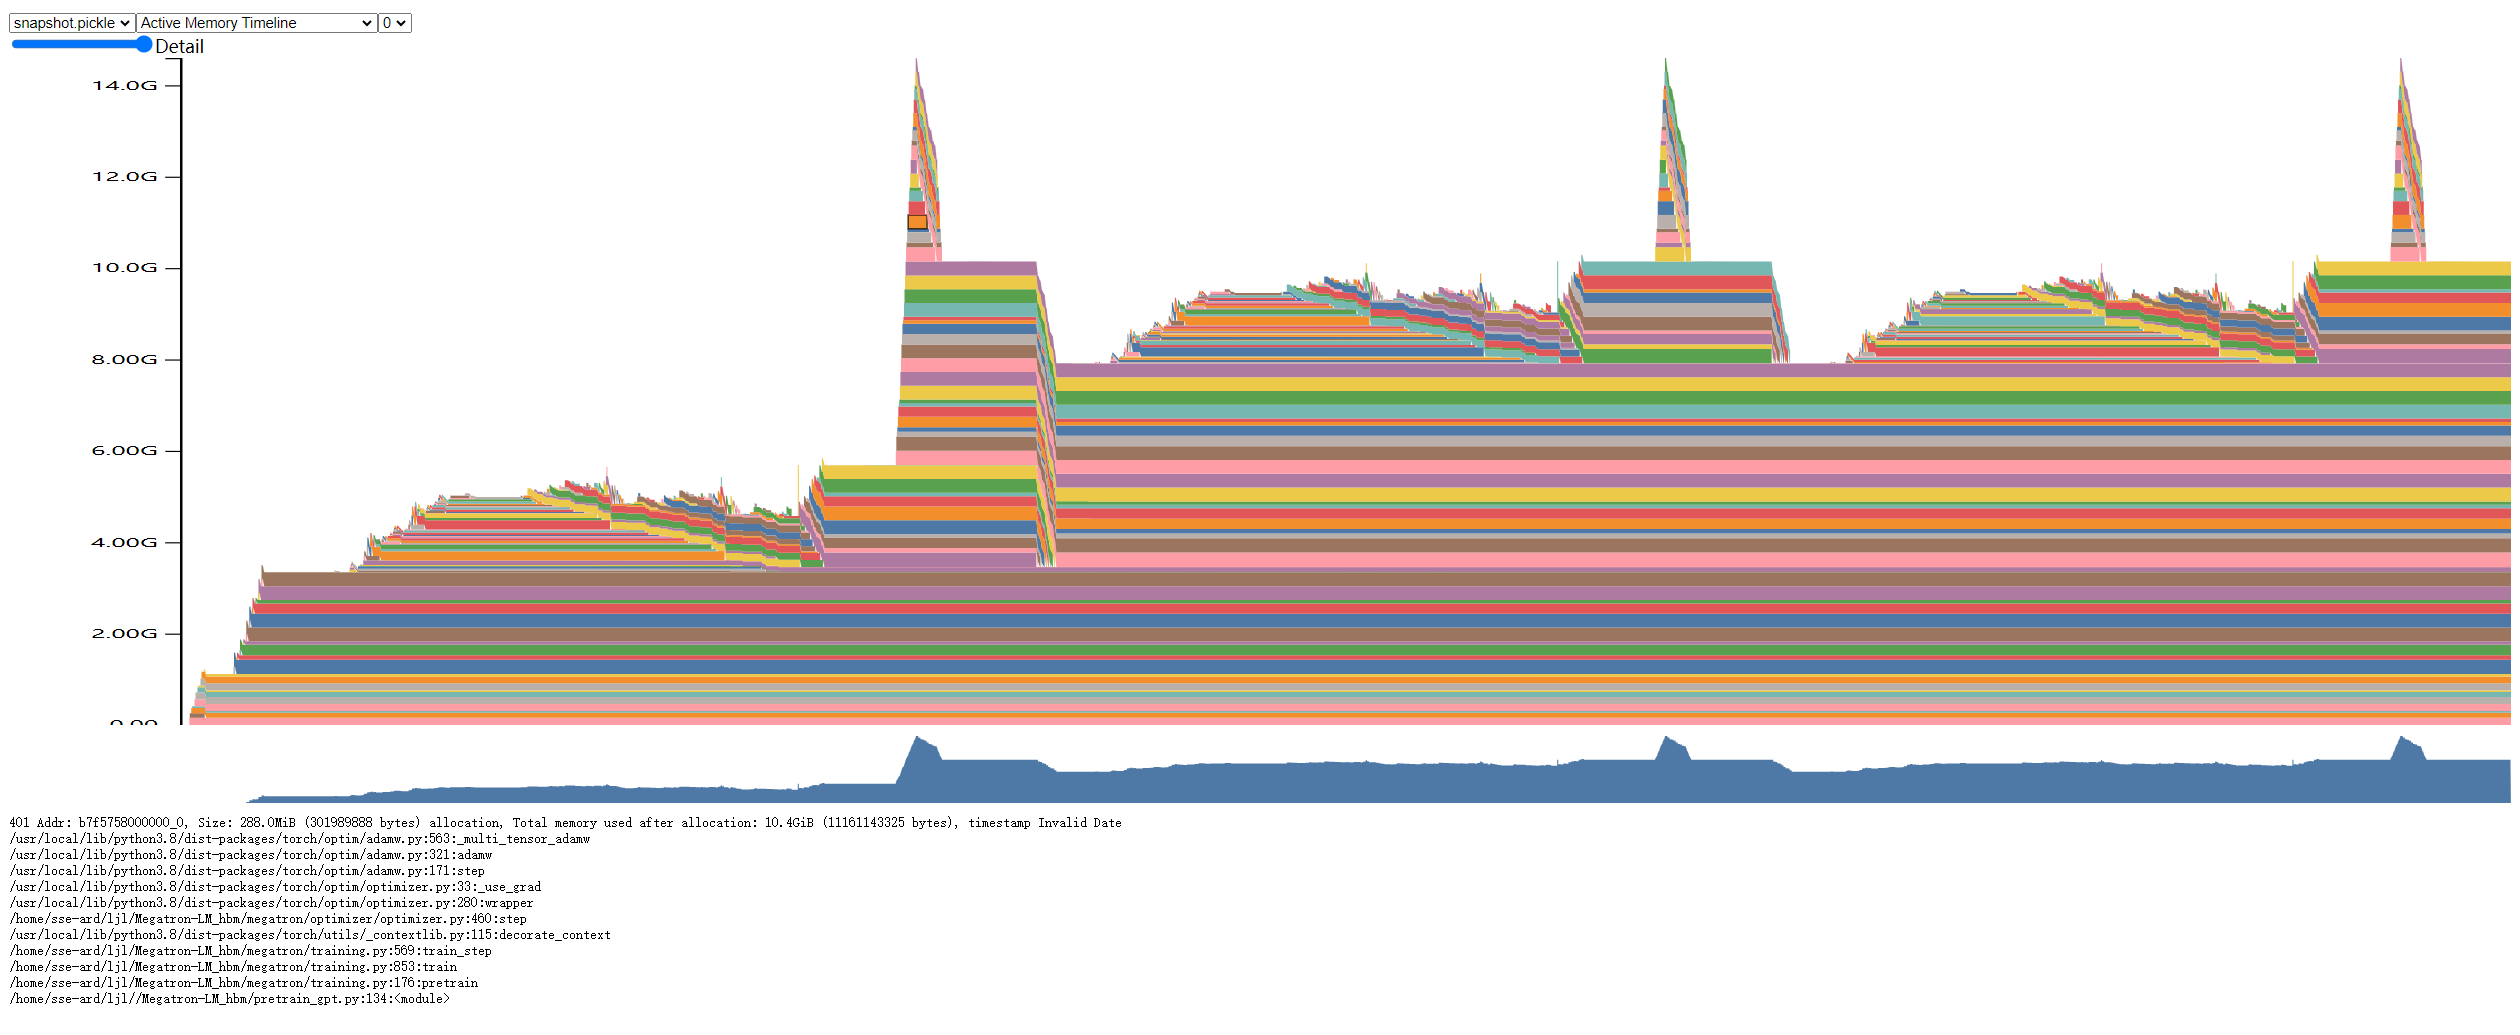 snapshot.pickle Active Memory Timeline 0
Detail
14.0G
12.0G
10.0G
8.00G
6.00G
4.00G
2.00G
0.00
401 Addr: b7f5758000000_0, Size: 288.0MiB (301989888 bytes) allocation, Total memory used after allocation: 10.4GiB (11161143325 bytes), timestamp Invalid Date
/usr/local/lib/python3.8/dist-packages/torch/optim/adamw.py:563:_multi_tensor_adamw
/usr/local/lib/python3.8/dist-packages/torch/optim/adamw.py:321:adamw
/usr/local/lib/python3.8/dist-packages/torch/optim/adamw.py:171:step
/usr/local/lib/python3.8/dist-packages/torch/optim/optimizer.py:33:_use_grad
/usr/local/lib/python3.8/dist-packages/torch/optim/optimizer.py:280:wrapper
/home/sse-ard/ljl/Megatron-LM_hbm/megatron/optimizer/optimizer.py:460:step
/usr/local/lib/python3.8/dist-packages/torch/utils/_contextlib.py:115:decorate_context
/home/sse-ard/ljl/Megatron-LM_hbm/megatron/training.py:569:train_step
/home/sse-ard/ljl/Megatron-LM_hbm/megatron/training.py:853:train
/home/sse-ard/ljl/Megatron-LM_hbm/megatron/training.py:176:pretrain
/home/sse-ard/ljl//Megatron-LM_hbm/pretrain_gpt.py:134:<module>